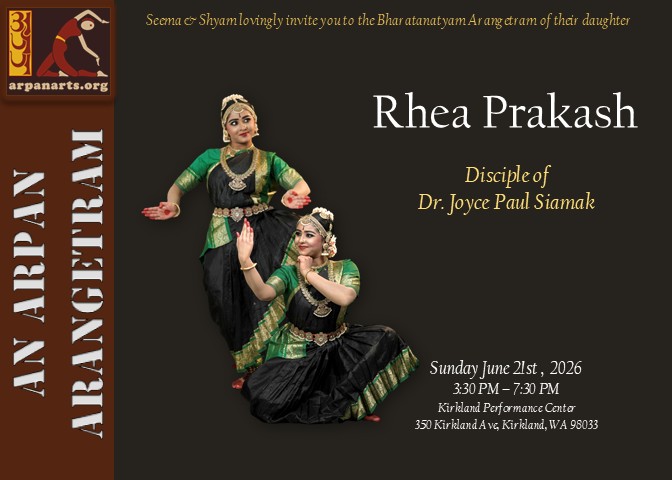 Seema & Shyam lovingly invite you to the Bharatanatyam Arangetram of their daughter
arpanarts.org
AN ARPAN
ARANGETRAM
Rhea Prakash
Disciple of
Dr. Joyce Paul Siamak
Sunday June 21st , 2026
3:30 PM – 7:30 PM
Kirkland Performance Center
350 Kirkland Ave, Kirkland, WA 98033